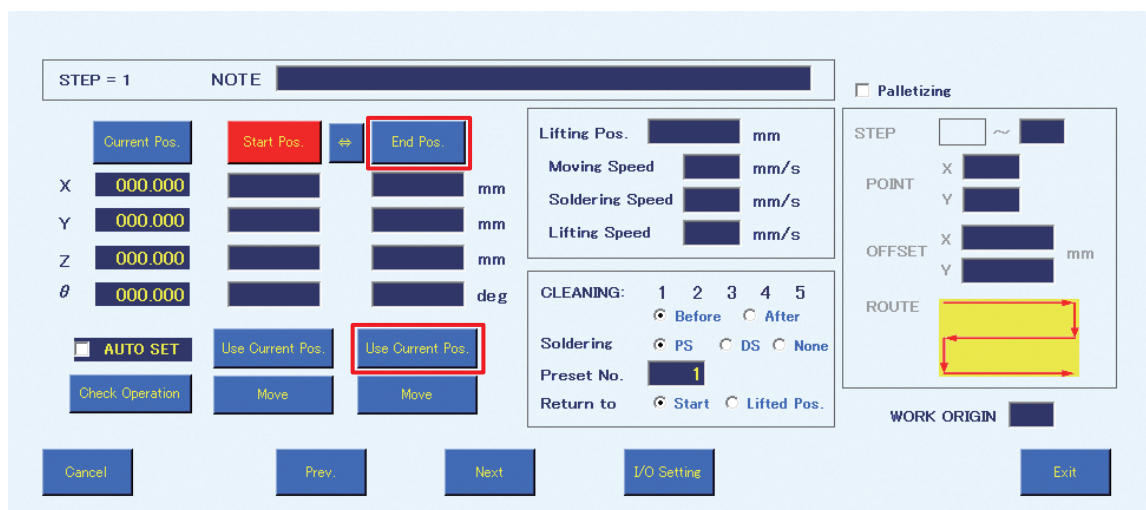 STEP = 1 NOTE
Palletizing
Current Pos. Start Pos. ⇔ End Pos.
X 000.000 mm
Y 000.000 mm
Z 000.000 mm
θ 000.000 deg
AUTO SET Use Current Pos. Use Current Pos.
Check Operation Move Move
Lifting Pos. mm
Moving Speed mm/s
Soldering Speed mm/s
Lifting Speed mm/s
CLEANING: 1 2 3 4 5
Before After
Soldering PS DS None
Preset No. 1
Return to Start Lifted Pos.
STEP ~
POINT X
Y
OFFSET X
Y mm
ROUTE
WORK ORIGIN
Cancel Prev. Next I/O Setting Exit